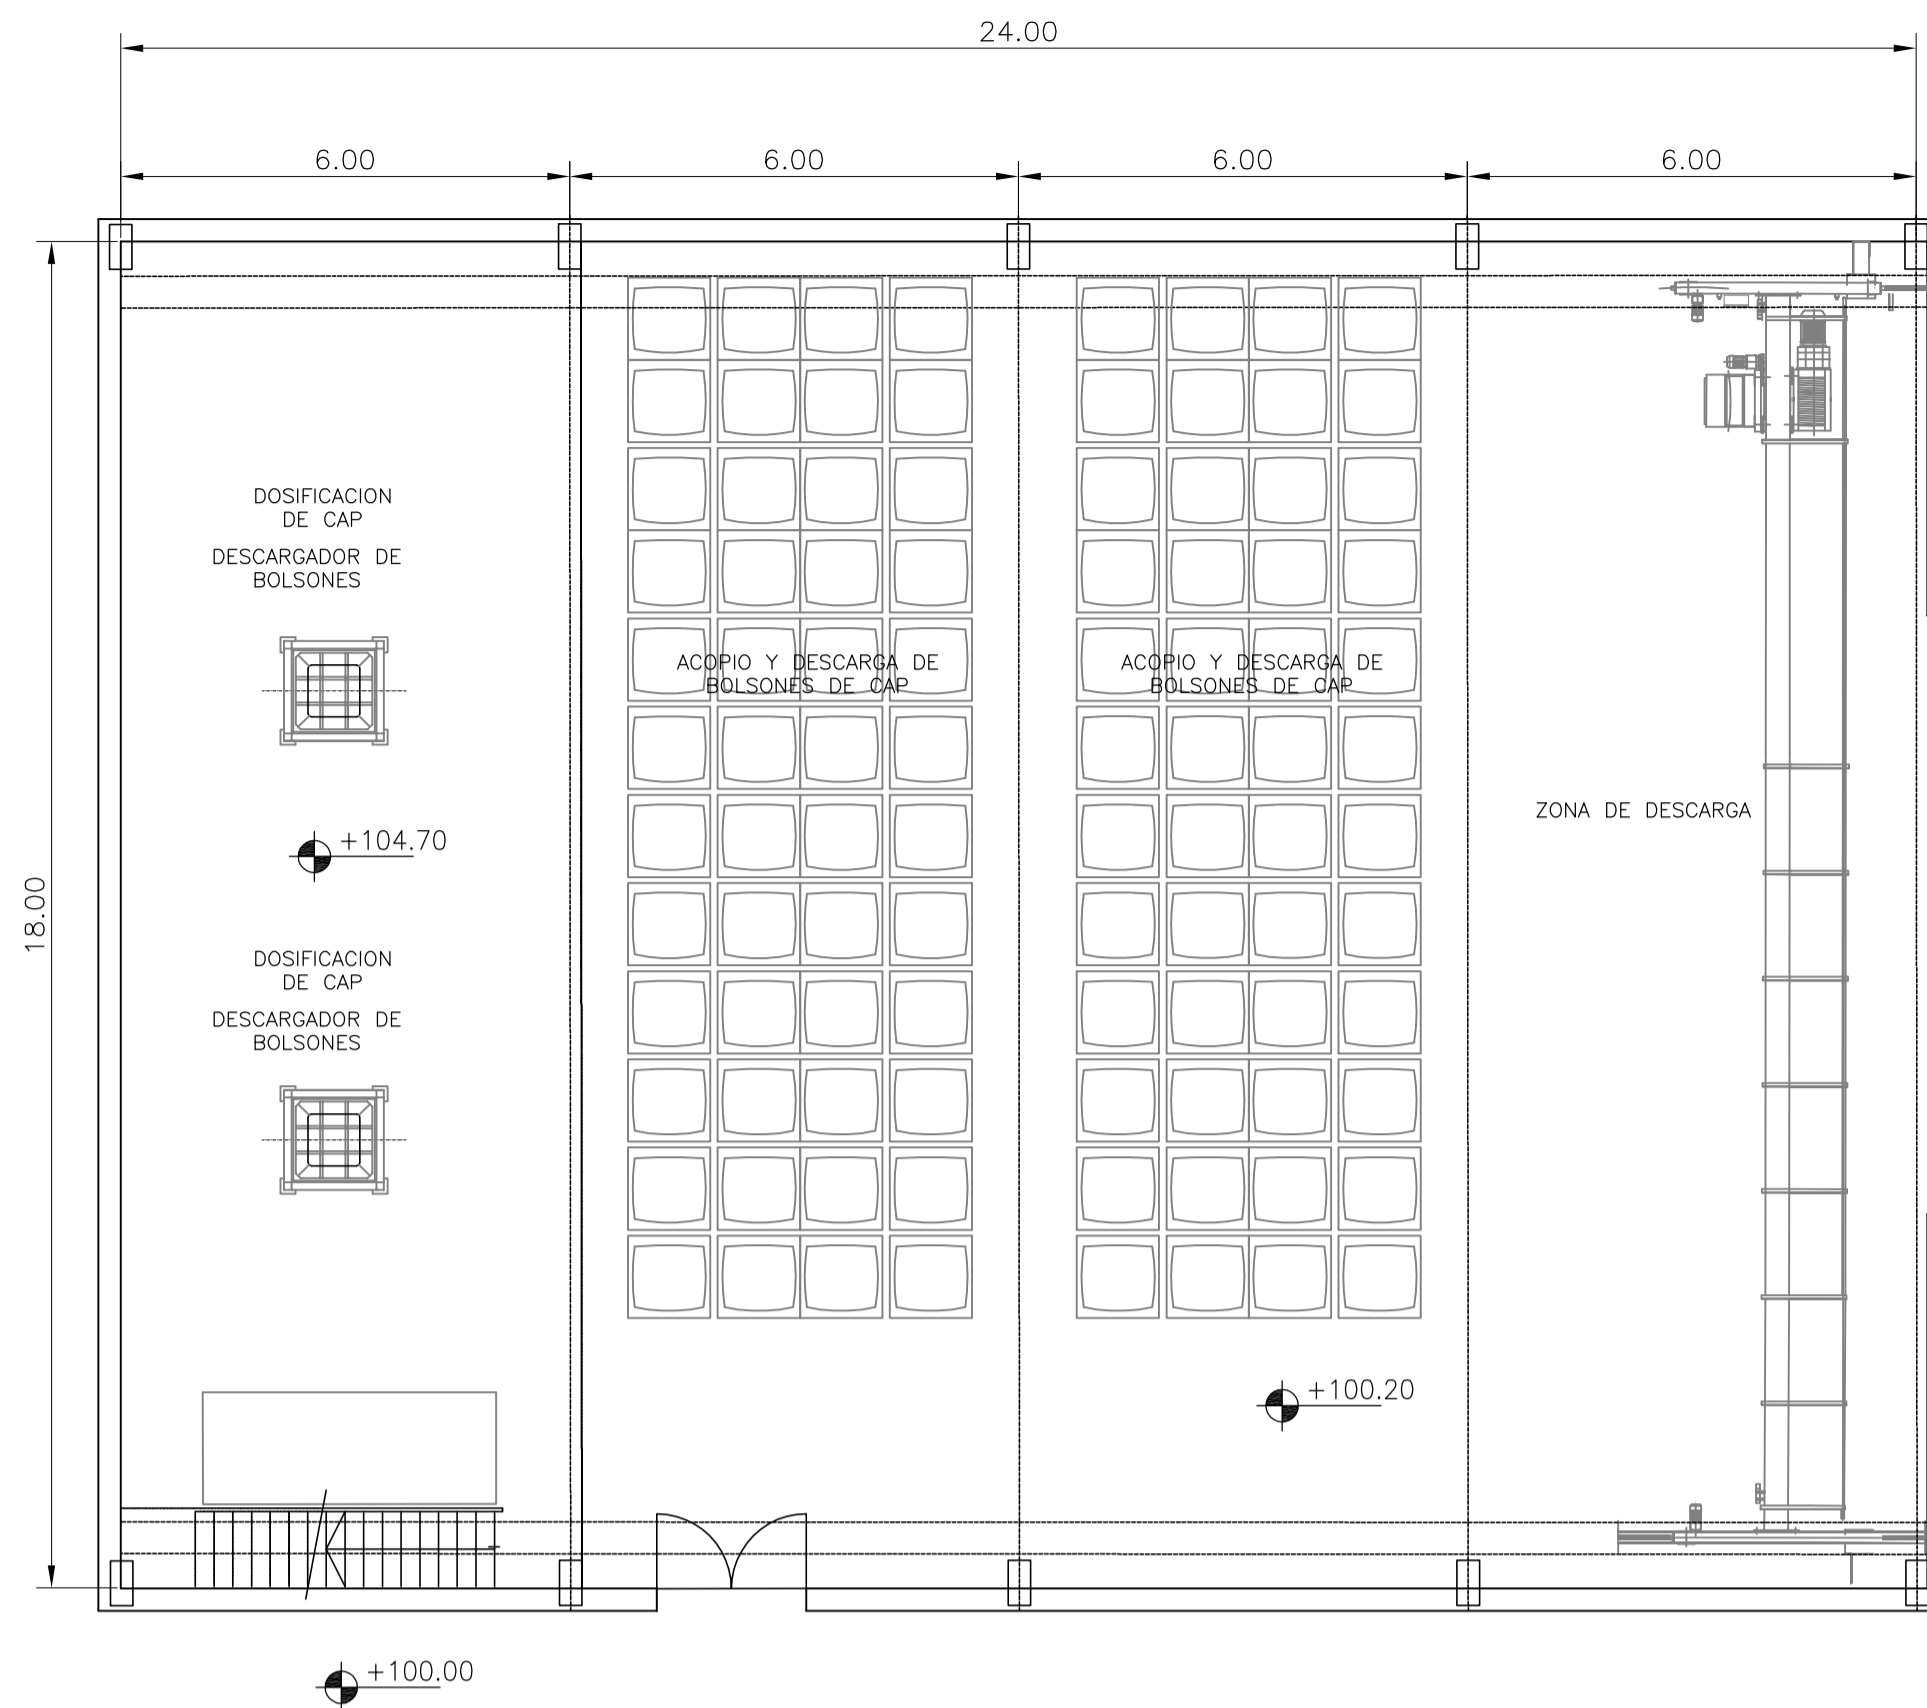 24.00
6.00
6.00
6.00
6.00
18.00
DOSIFICACION
DE CAP
DESCARGADOR DE
BOLSONES
ACOPIO Y DESCARGA DE
BOLSONES DE CAP
ACOPIO Y DESCARGA DE
BOLSONES DE CAP
ZONA DE DESCARGA
+104.70
DOSIFICACION
DE CAP
DESCARGADOR DE
BOLSONES
+100.20
+100.00